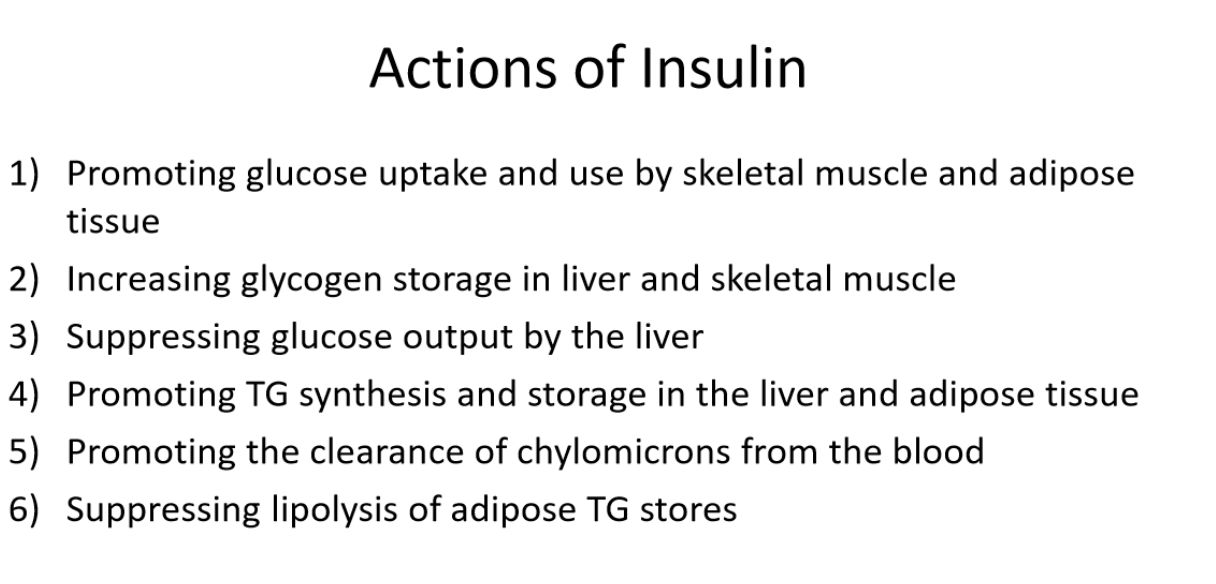 Actions of Insulin
1) Promoting glucose uptake and use by skeletal muscle and adipose
tissue
2) Increasing glycogen storage in liver and skeletal muscle
3) Suppressing glucose output by the liver
4) Promoting TG synthesis and storage in the liver and adipose tissue
5) Promoting the clearance of chylomicrons from the blood
6) Suppressing lipolysis of adipose TG stores